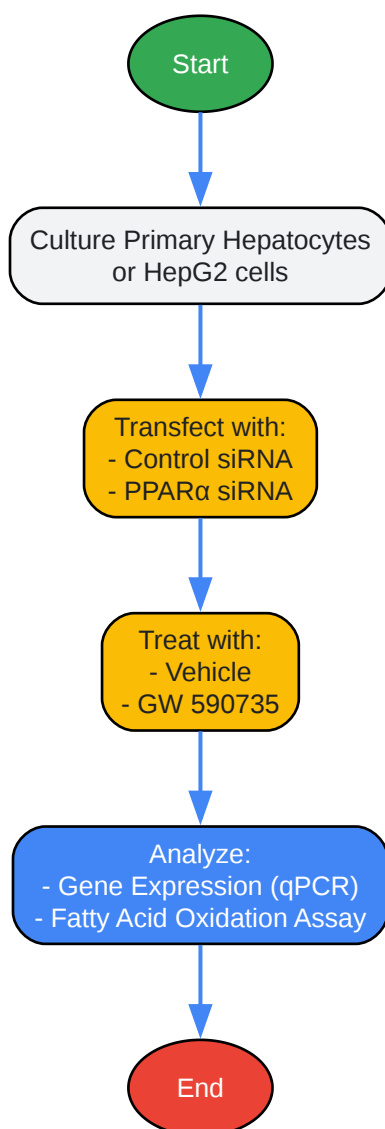 Start
Culture Primary Hepatocytes
or HepG2 cells
Transfect with:
- Control siRNA
- PPARα siRNA
Treat with:
- Vehicle
- GW 590735
Analyze:
- Gene Expression (qPCR)
- Fatty Acid Oxidation Assay
End